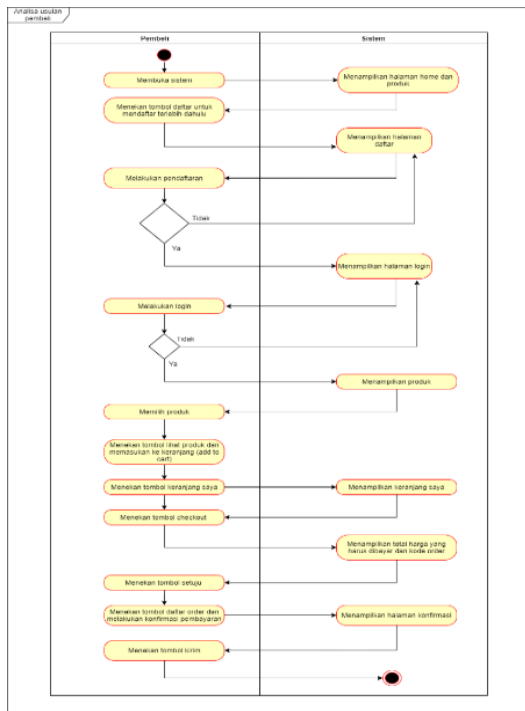 Analisa usulan
pembeli
Pembeli
Sistem
Membuka sistem
Menampilkan halaman home dan
produk
Menekan tombol daftar untuk
mendaftar terlebih dahulu
Menampilkan halaman
daftar
Melakukan pendaftaran
Tidak
Ya
Menampilkan halaman login
Melakukan login
Tidak
Ya
Menampilkan produk
Memilih produk
Menekan tombol lihat produk dan
memasukan ke keranjang (add to
cart)
Menekan tombol keranjang saya
Menampilkan keranjang saya
Menekan tombol checkout
Menampilkan total harga yang
harus dibayar dan kode order
Menekan tombol setuju
Menekan tombol daftar order dan
melakukan konfirmasi pembayaran
Menampilkan halaman konfirmasi
Menekan tombol kirim